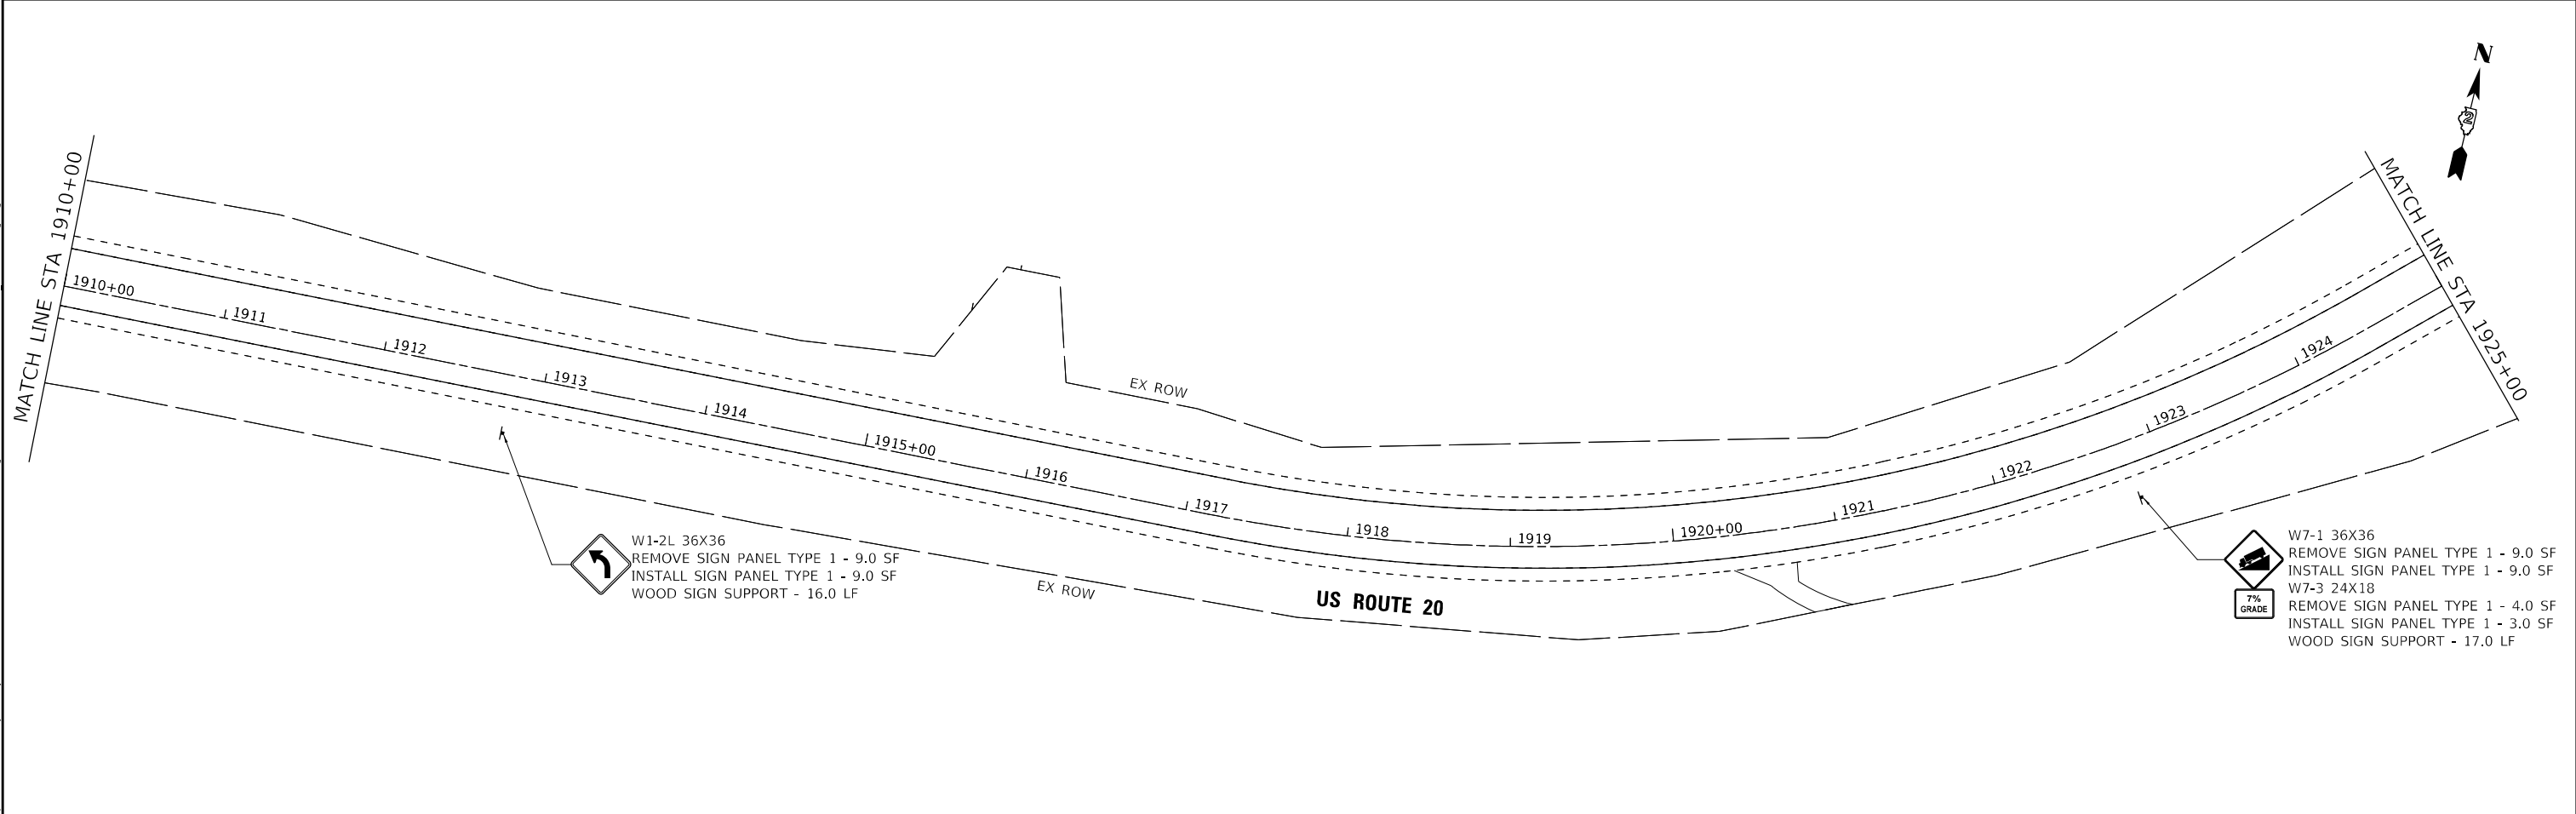 N
2
MATCH LINE STA 1910+00
MATCH LINE STA 1925+00
1910+00
1911
1912
1913
1914
1915+00
1916
1917
1918
1919
1920+00
1921
1922
1923
1924
EX ROW
EX ROW
US ROUTE 20
W1-2L 36X36
REMOVE SIGN PANEL TYPE 1 - 9.0 SF
INSTALL SIGN PANEL TYPE 1 - 9.0 SF
WOOD SIGN SUPPORT - 16.0 LF
W7-1 36X36
REMOVE SIGN PANEL TYPE 1 - 9.0 SF
INSTALL SIGN PANEL TYPE 1 - 9.0 SF
W7-3 24X18
REMOVE SIGN PANEL TYPE 1 - 4.0 SF
INSTALL SIGN PANEL TYPE 1 - 3.0 SF
WOOD SIGN SUPPORT - 17.0 LF
7%
GRADE